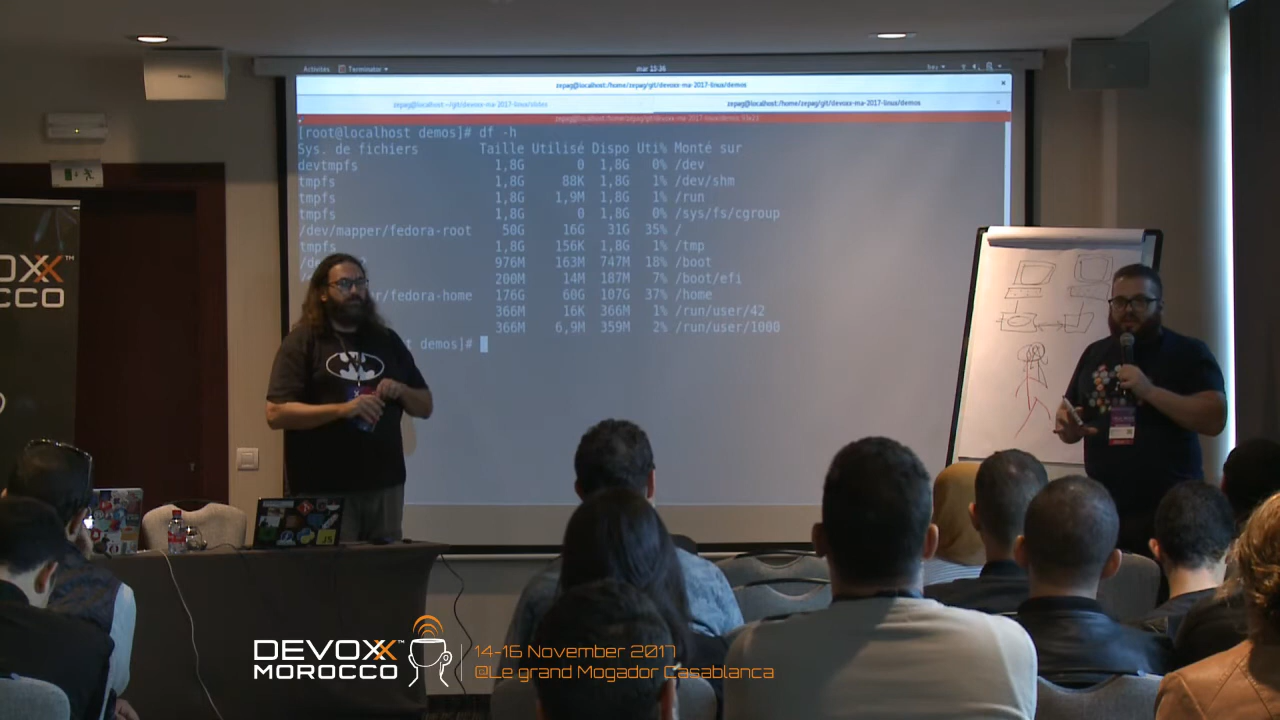 Activités Terminator mar 15:36
zepag@localhost:/home/zepag/git/devoxx-ma-2017-linux/demos
zepag@localhost:~/git/devoxx-ma-2017-linux/slides zepag@localhost:/home/zepag/git/devoxx-ma-2017-linux/demos
[root@localhost demos]# df -h
Sys. de fichiers Taille Utilisé Dispo Uti% Monté sur
devtmpfs 1,8G 0 1,8G 0% /dev
tmpfs 1,8G 88K 1,8G 1% /dev/shm
tmpfs 1,8G 1,9M 1,8G 1% /run
tmpfs 1,8G 0 1,8G 0% /sys/fs/cgroup
/dev/mapper/fedora-root 50G 16G 31G 35% /
tmpfs 1,8G 156K 1,8G 1% /tmp
976M 163M 747M 18% /boot
200M 14M 187M 7% /boot/efi
r/fedora-home 176G 60G 107G 37% /home
366M 16K 366M 1% /run/user/42
366M 6,9M 359M 2% /run/user/1000
t demos]#
VOXX™
CCO
DEVOXX™
MOROCCO
14-16 November 2017
@Le grand Mogador Casablanca